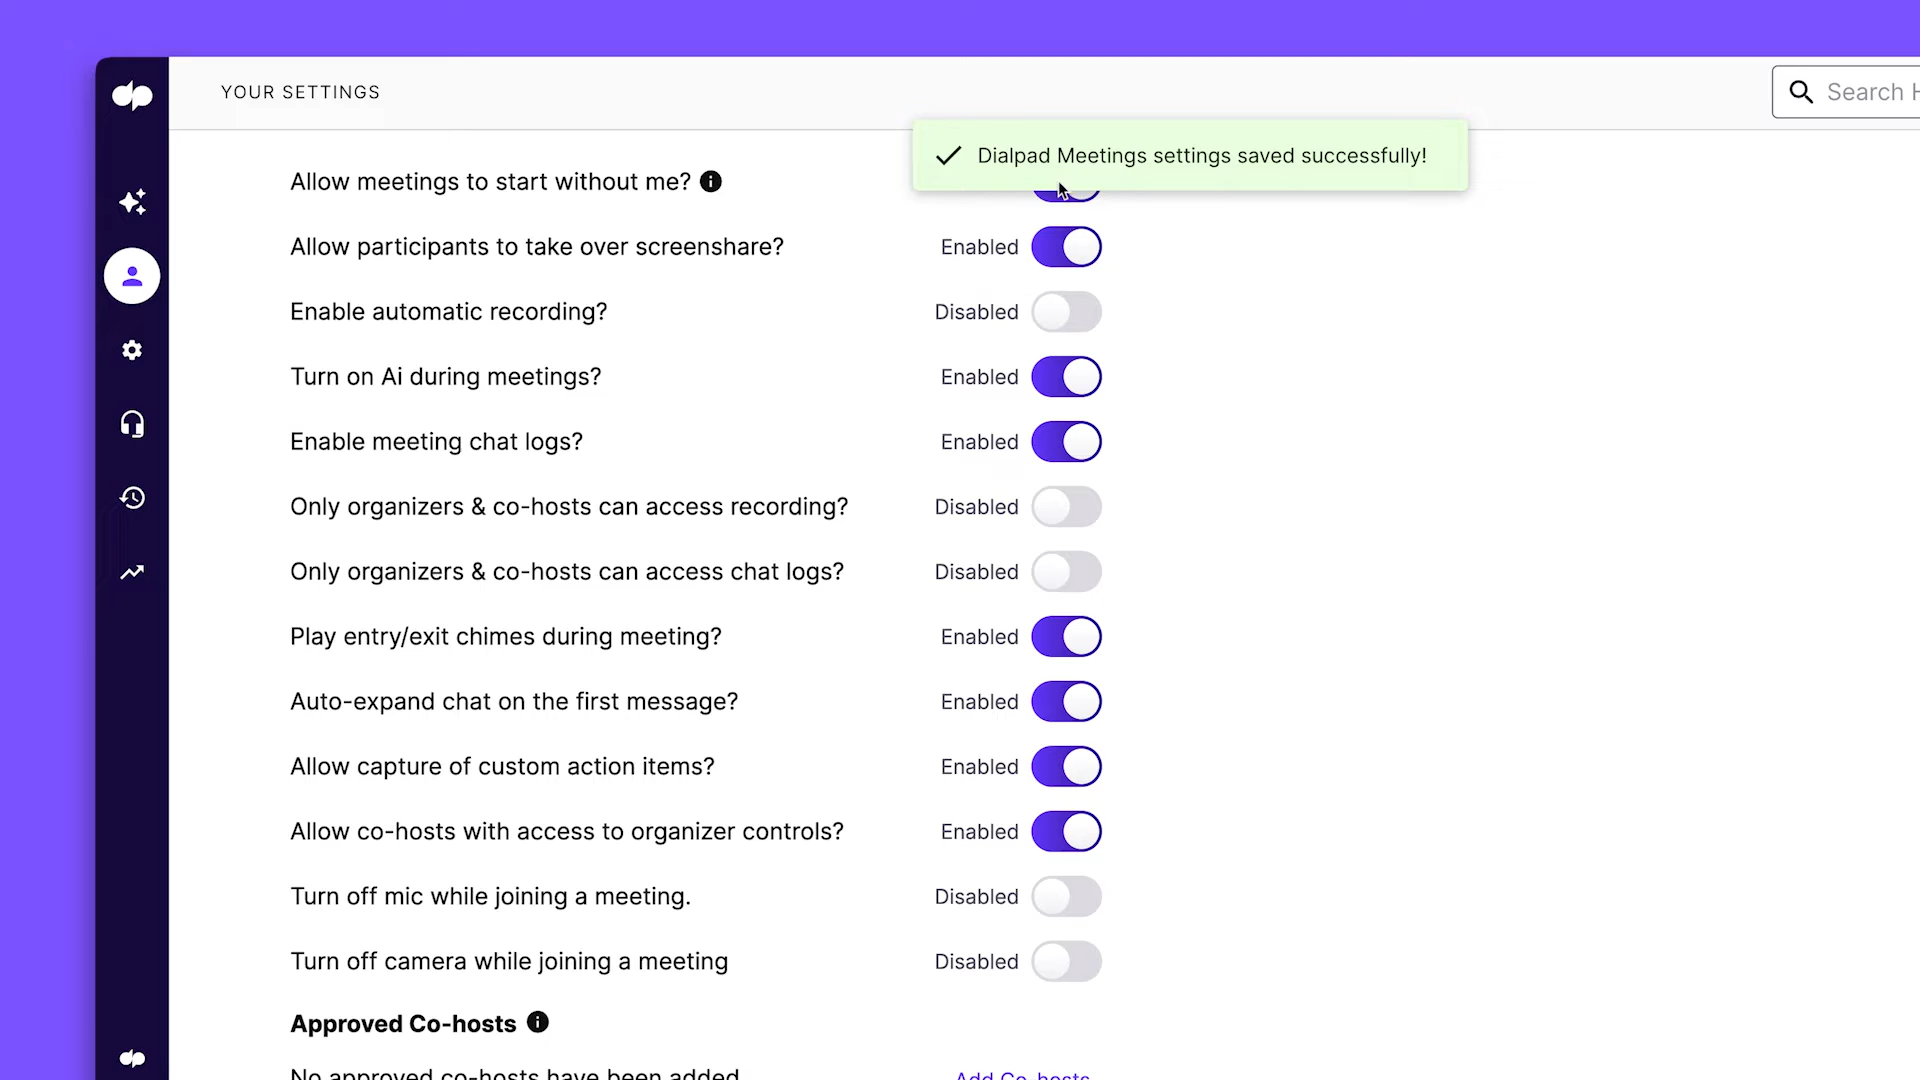 YOUR SETTINGS
Search
Dialpad Meetings settings saved successfully!
Allow meetings to start without me?
Allow participants to take over screenshare? Enabled
Enable automatic recording? Disabled
Turn on Ai during meetings? Enabled
Enable meeting chat logs? Enabled
Only organizers & co-hosts can access recording? Disabled
Only organizers & co-hosts can access chat logs? Disabled
Play entry/exit chimes during meeting? Enabled
Auto-expand chat on the first message? Enabled
Allow capture of custom action items? Enabled
Allow co-hosts with access to organizer controls? Enabled
Turn off mic while joining a meeting. Disabled
Turn off camera while joining a meeting Disabled
Approved Co-hosts
No approved co-hosts have been added Add Co-hosts